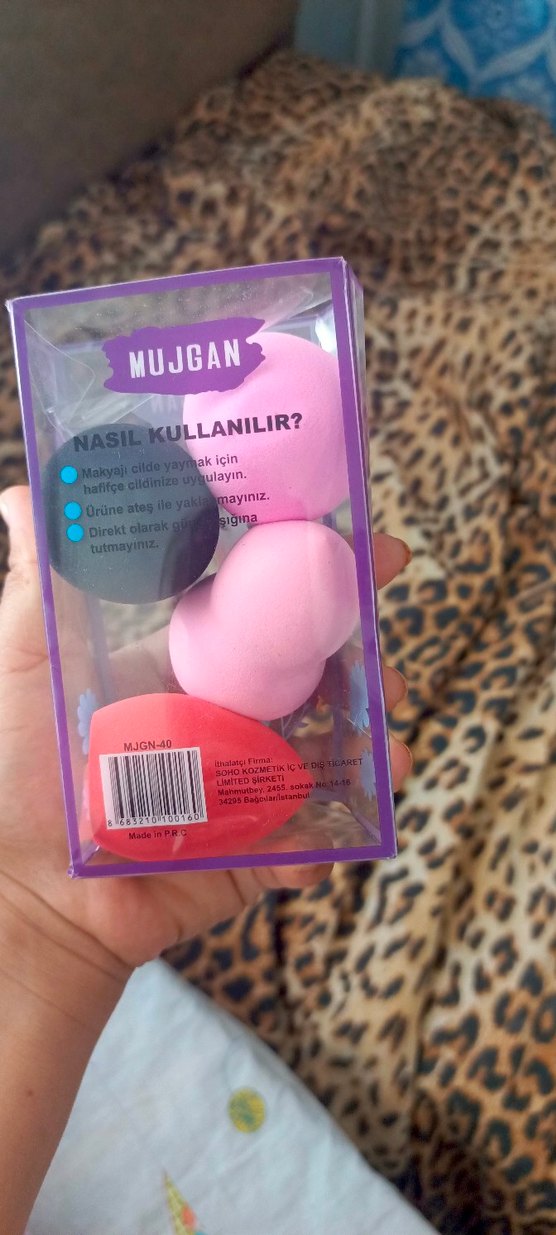 MUJGAN
NASIL KULLANILIR?
Makyajı cilde yaymak için
hafifçe cildinize uygulayın.
Ürüne ateş ile yaklaşmayınız.
Direkt olarak güneş ışığına
tutmayınız.
MJGN-40
8 683210 100160
Made in P.R.C
İthalatçı Firma:
SOHO KOZMETİK İÇ VE DIŞ TİCARET
LİMİTED ŞİRKETİ
Mahmutbey, 2455. sokak No:14-16
34295 Bağcılar/İstanbul